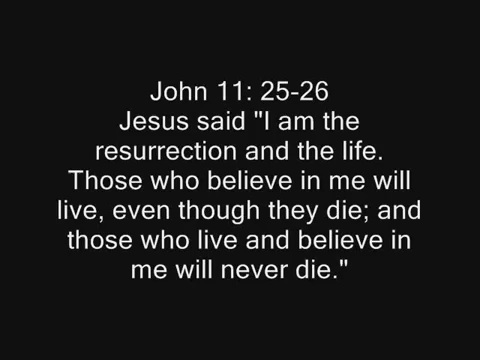 John 11: 25-26
Jesus said "I am the
resurrection and the life.
Those who believe in me will
live, even though they die; and
those who live and believe in
me will never die."